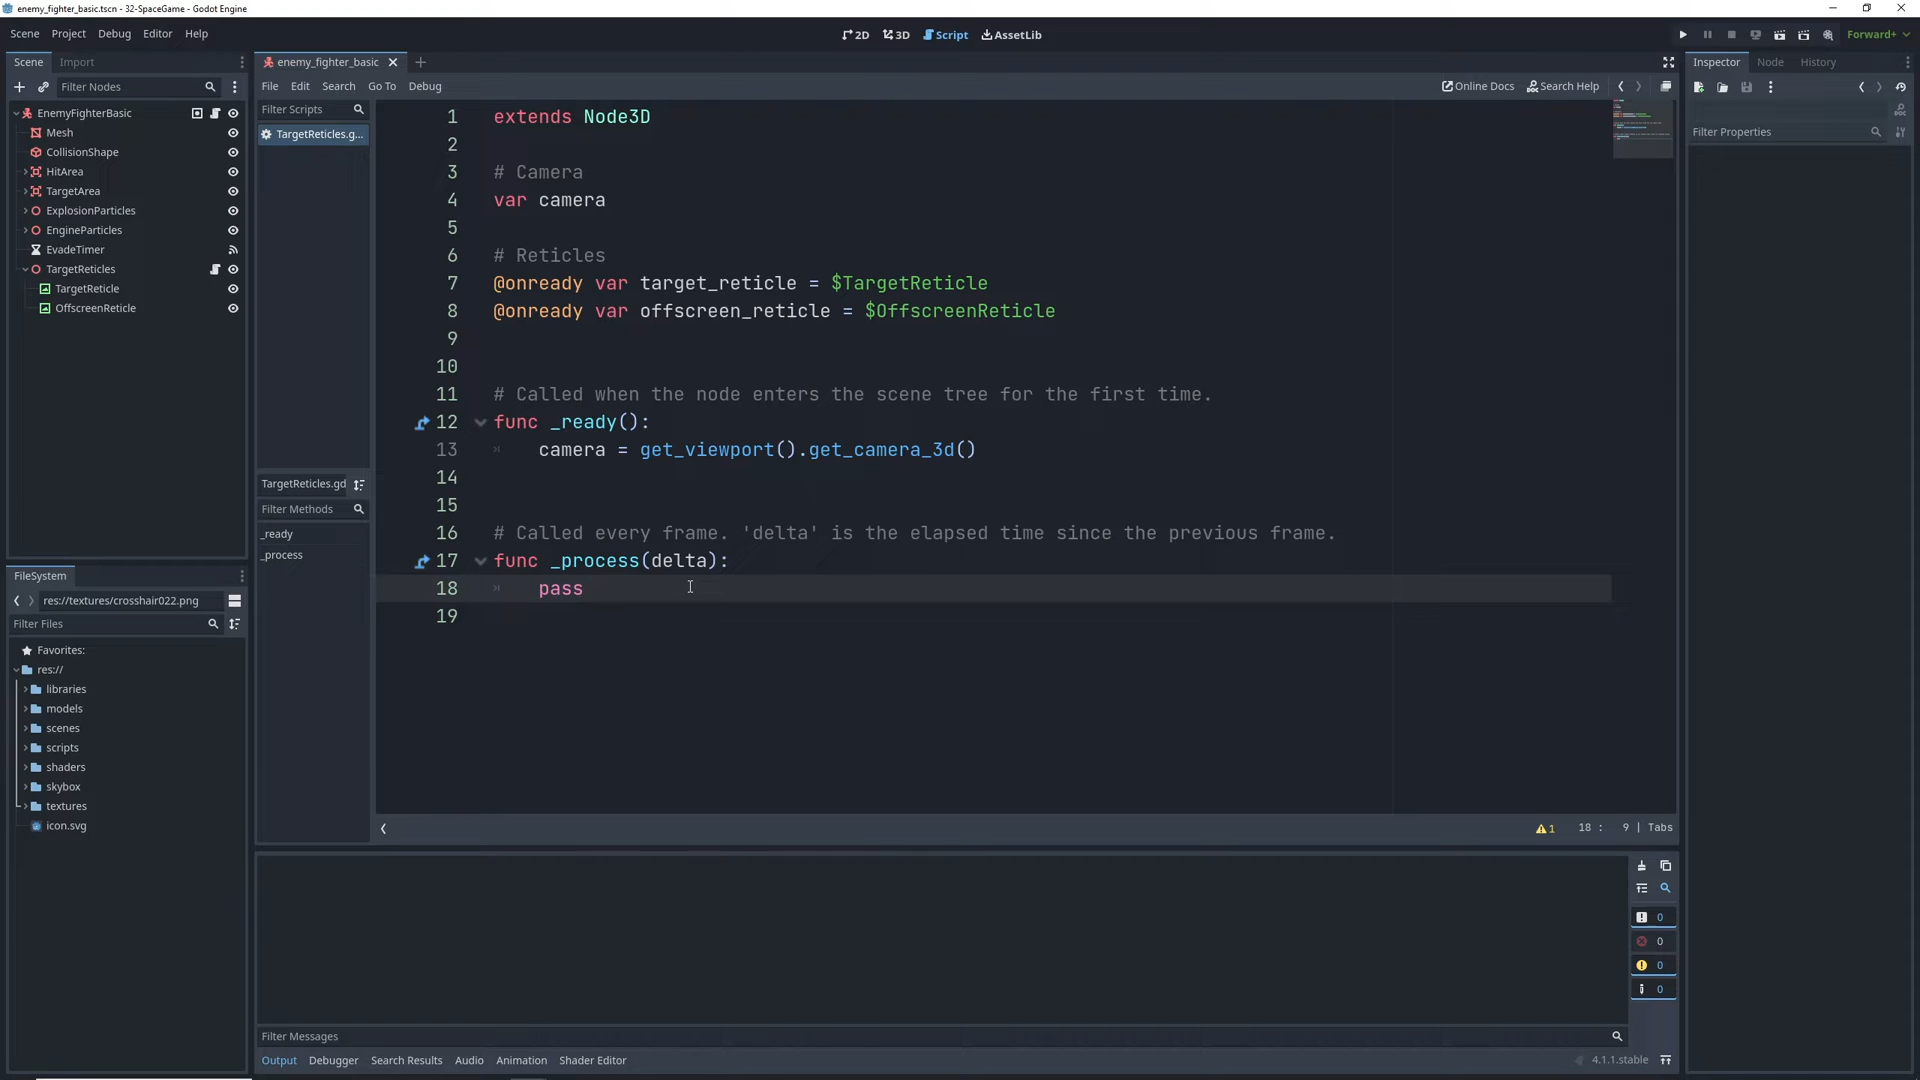 enemy_fighter_basic.tscn - 32-SpaceGame - Godot Engine
Scene Project Debug Editor Help
2D 3D Script AssetLib
Forward+
Scene Import
Filter Nodes
EnemyFighterBasic
Mesh
CollisionShape
HitArea
TargetArea
ExplosionParticles
EngineParticles
EvadeTimer
TargetReticles
TargetReticle
OffscreenReticle
FileSystem
res://textures/crosshair022.png
Filter Files
Favorites:
res://
libraries
models
scenes
scripts
shaders
skybox
textures
icon.svg
enemy_fighter_basic
File Edit Search Go To Debug
Online Docs Search Help
Filter Scripts
TargetReticles.g...
TargetReticles.gd
Filter Methods
_ready
_process
1 extends Node3D
2
3 # Camera
4 var camera
5
6 # Reticles
7 @onready var target_reticle = $TargetReticle
8 @onready var offscreen_reticle = $OffscreenReticle
9
10
11 # Called when the node enters the scene tree for the first time.
12 func _ready():
13 camera = get_viewport().get_camera_3d()
14
15
16 # Called every frame. 'delta' is the elapsed time since the previous frame.
17 func _process(delta):
18 pass
19
1 18 : 9 | Tabs
0
0
0
0
Filter Messages
Output Debugger Search Results Audio Animation Shader Editor
4.1.1.stable
Inspector Node History
Filter Properties